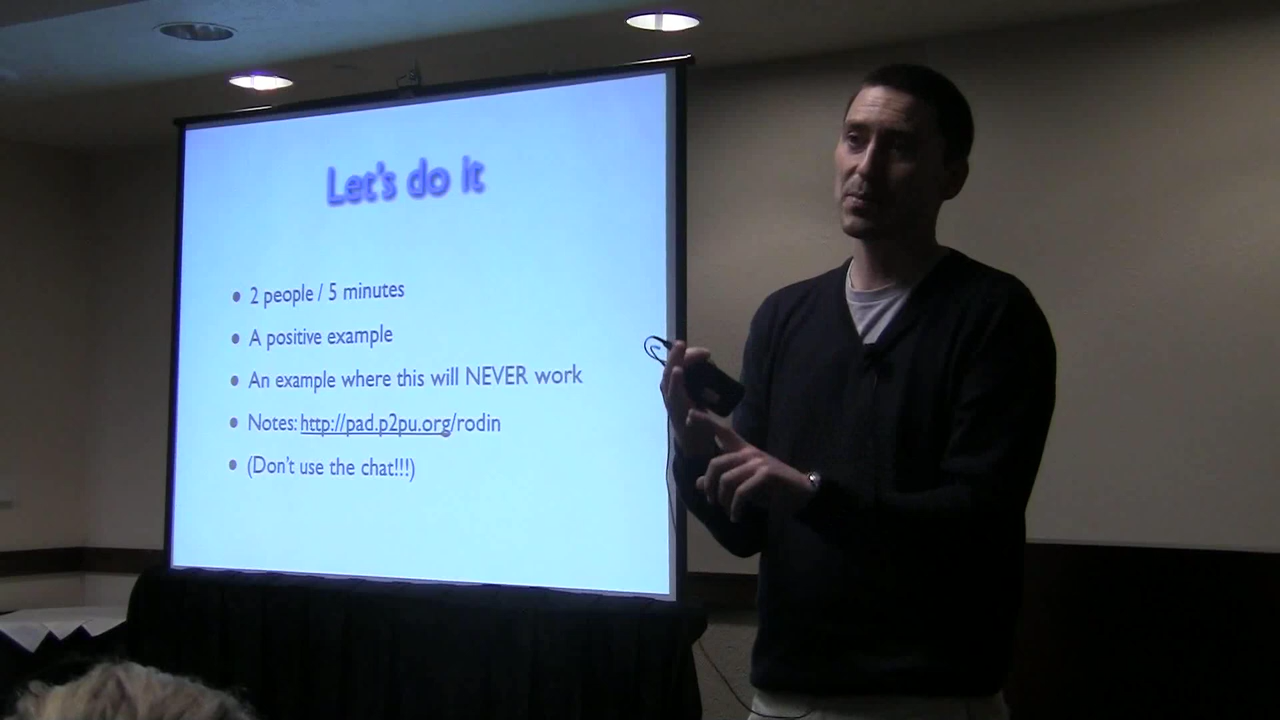 Let's do it
• 2 people / 5 minutes
• A positive example
• An example where this will NEVER work
• Notes: http://pad.p2pu.org/rodin
• (Don't use the chat!!!)